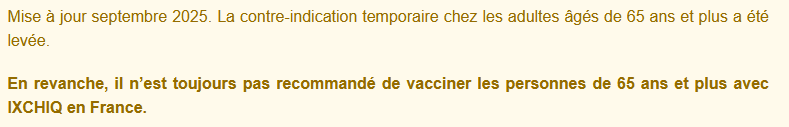 Mise à jour septembre 2025. La contre-indication temporaire chez les adultes âgés de 65 ans et plus a été
levée.
En revanche, il n’est toujours pas recommandé de vacciner les personnes de 65 ans et plus avec
IXCHIQ en France.